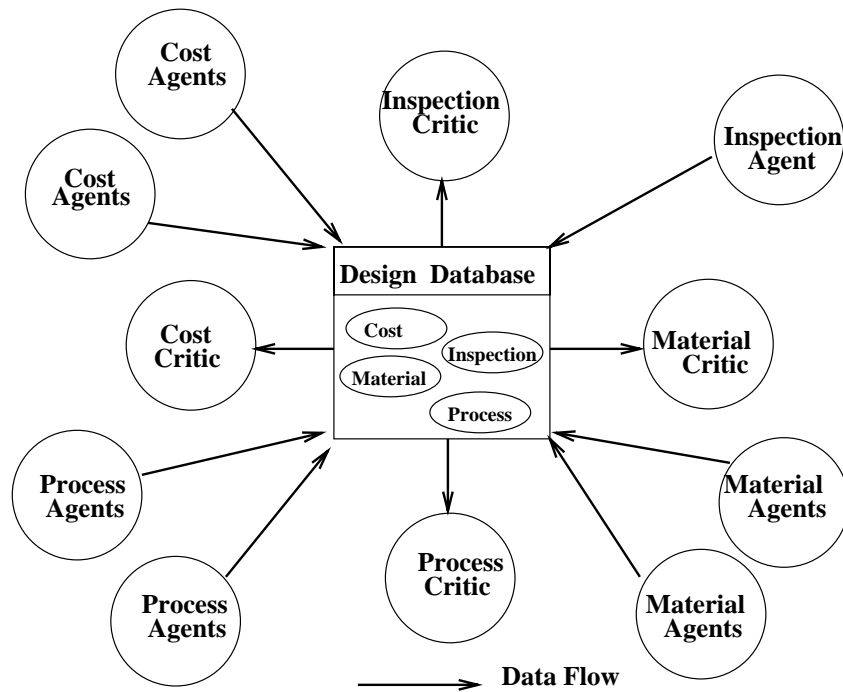 Cost
Agents
Inspection
Critic
Inspection
Agent
Cost
Agents
Design Database
Cost
Critic
Cost
Inspection
Material
Process
Material
Critic
Process
Agents
Material
Agents
Process
Critic
Process
Agents
Material
Agents
Data Flow